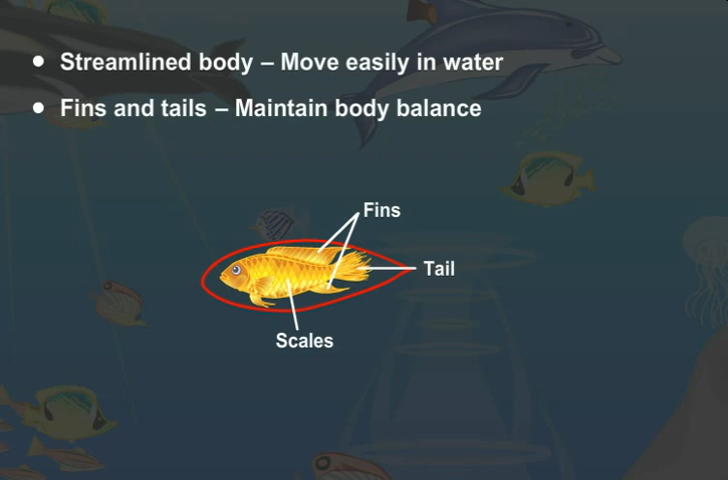 • Streamlined body – Move easily in water
• Fins and tails – Maintain body balance
Fins
Tail
Scales